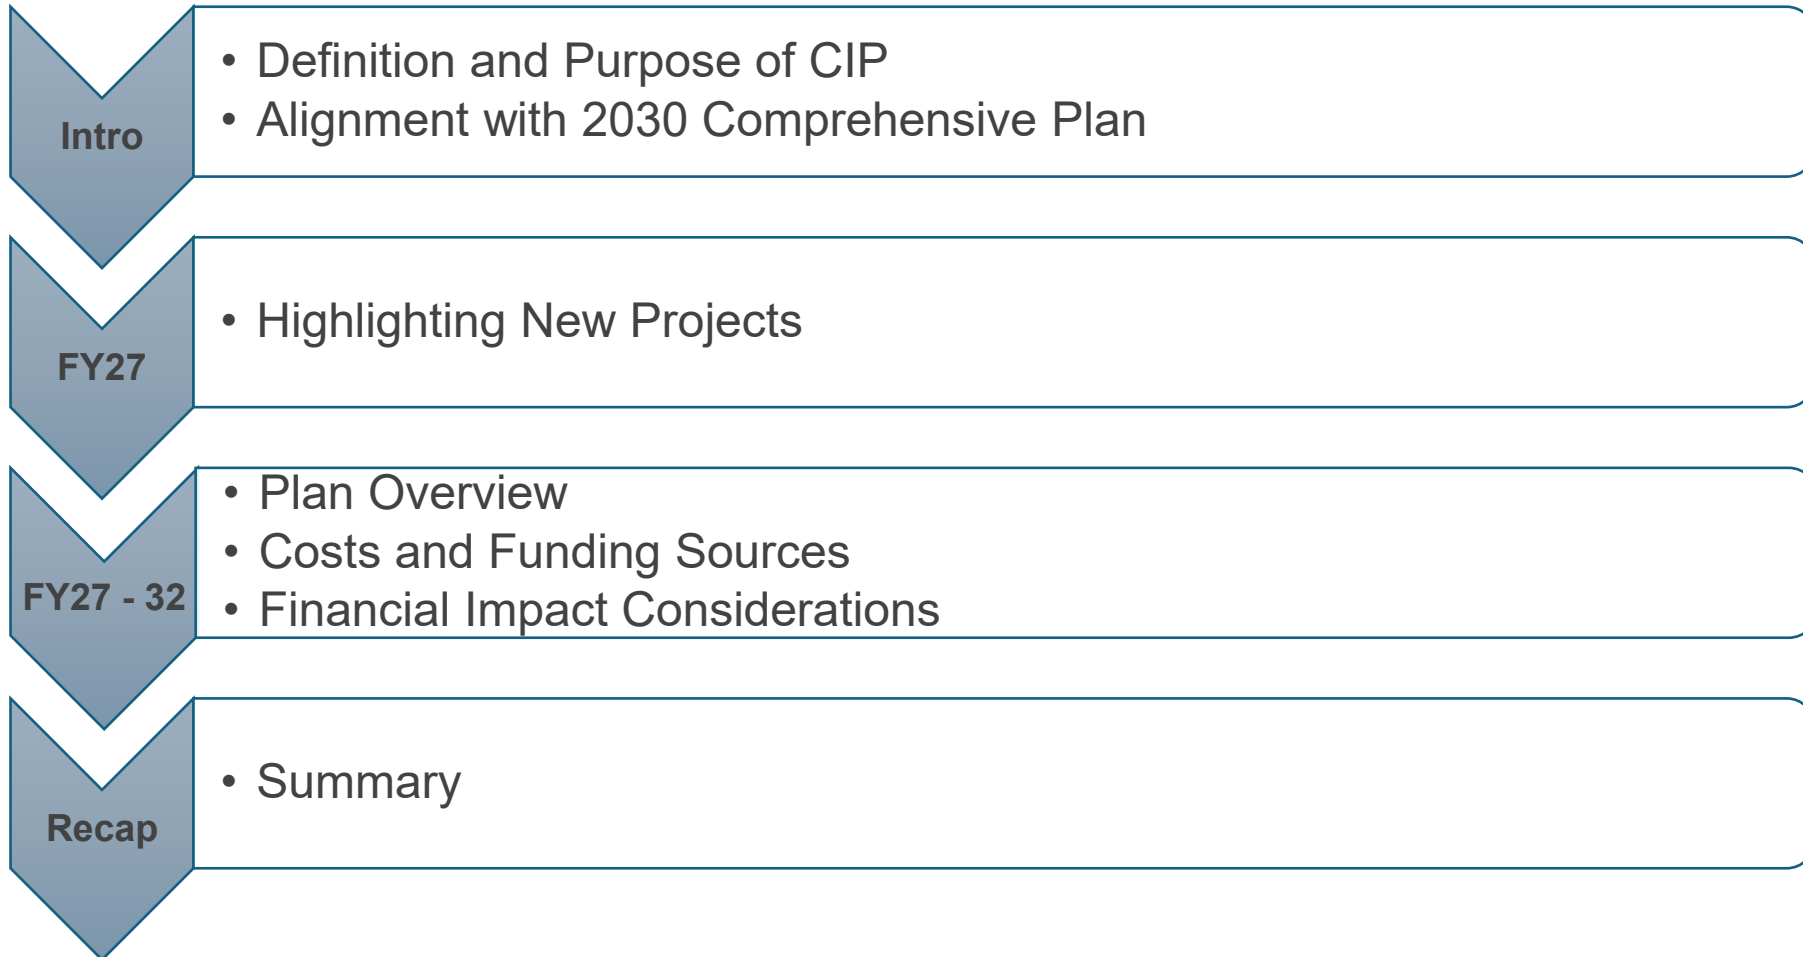 Intro
• Definition and Purpose of CIP
• Alignment with 2030 Comprehensive Plan
FY27
• Highlighting New Projects
FY27 - 32
• Plan Overview
• Costs and Funding Sources
• Financial Impact Considerations
Recap
• Summary